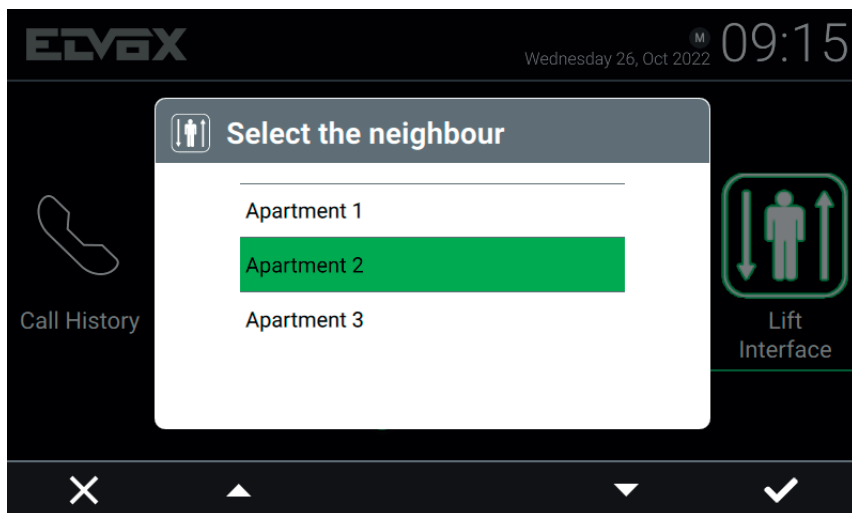 ELVOX
M
Wednesday 26, Oct 2022 09:15
Select the neighbour
Apartment 1
Apartment 2
Apartment 3
Call History
Lift
Interface